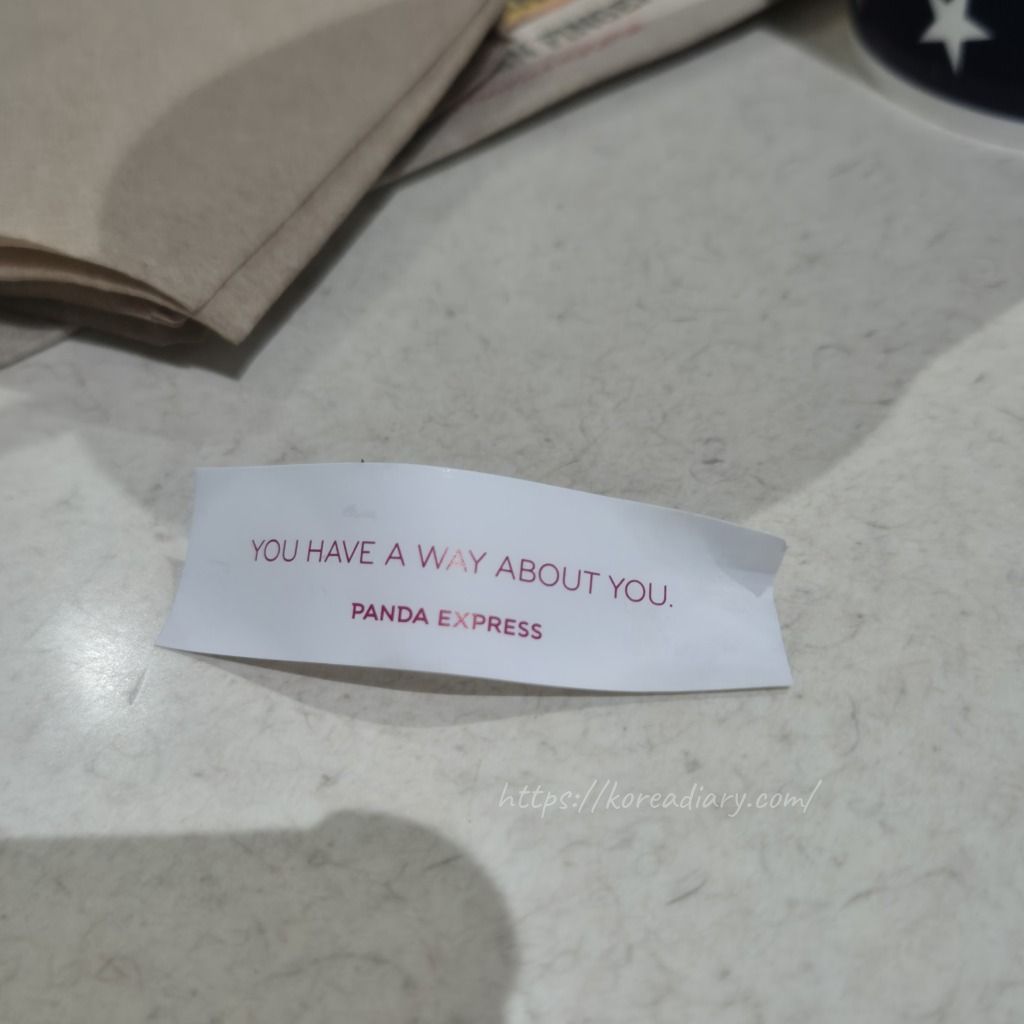 YOU HAVE A WAY ABOUT YOU.
PANDA EXPRESS
https://koreadiary.com/